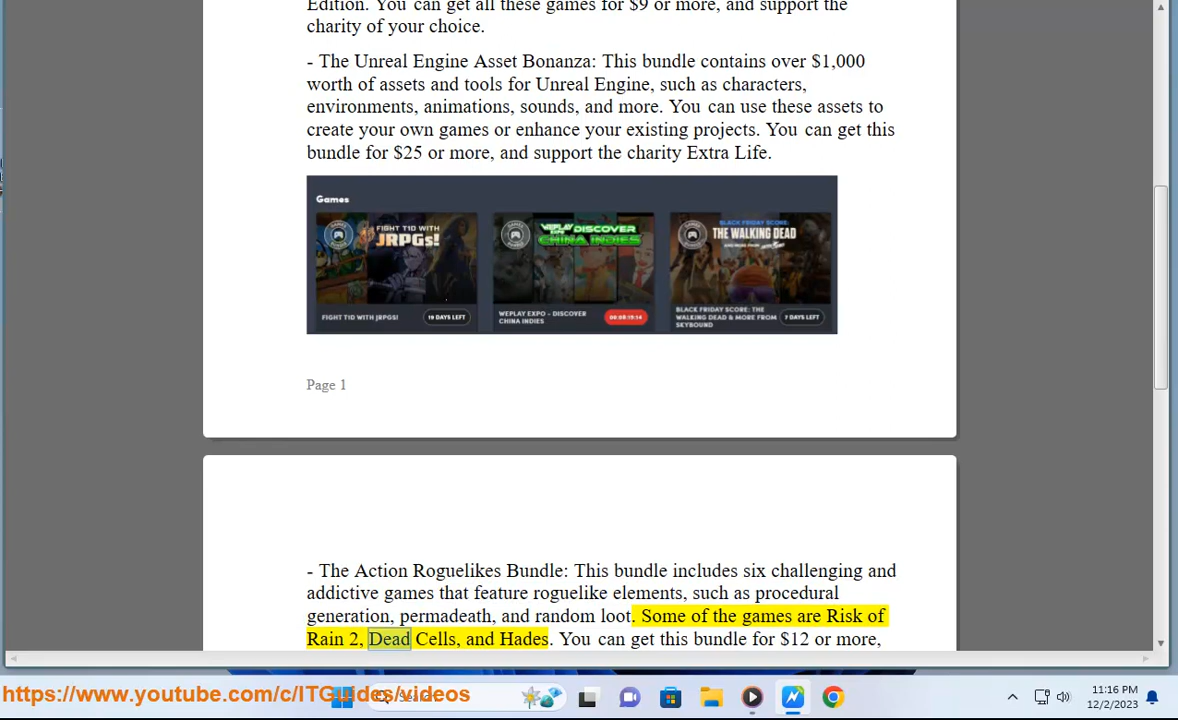 Edition. You can get all these games for $9 or more, and support the
charity of your choice.
- The Unreal Engine Asset Bonanza: This bundle contains over $1,000
worth of assets and tools for Unreal Engine, such as characters,
environments, animations, sounds, and more. You can use these assets to
create your own games or enhance your existing projects. You can get this
bundle for $25 or more, and support the charity Extra Life.
Games
FIGHT T1D WITH
JRPGS!
WEPLAY EXPO DISCOVER
CHINA INDIES
BLACK FRIDAY SCORE:
THE WALKING DEAD
FIGHT T1D WITH JRPGS!
19 DAYS LEFT
WEPLAY EXPO - DISCOVER
CHINA INDIES
BLACK FRIDAY SCORE: THE
WALKING DEAD & MORE FROM
SKYBOUND
7 DAYS LEFT
Page 1
- The Action Roguelikes Bundle: This bundle includes six challenging and
addictive games that feature roguelike elements, such as procedural
generation, permadeath, and random loot. Some of the games are Risk of
Rain 2, Dead Cells, and Hades. You can get this bundle for $12 or more,
https://www.youtube.com/c/ITGuides/videos
Search
11:16 PM
12/2/2023